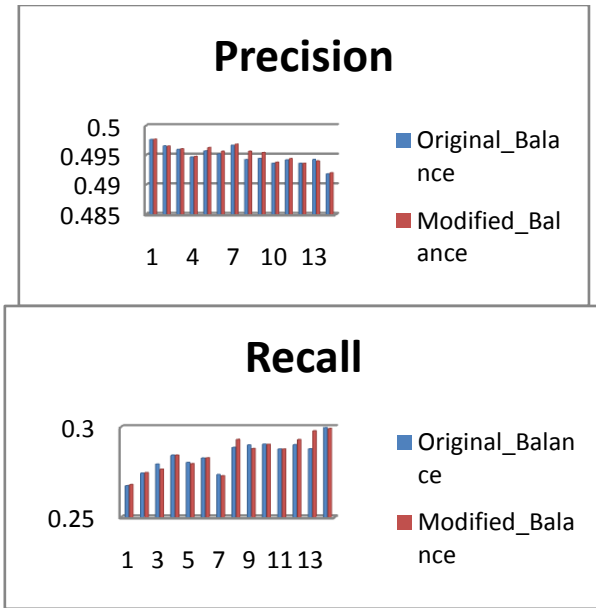 Precision
0.5
0.495
0.49
0.485
1 4 7 10 13
Original_Bala
nce
Modified_Bal
ance
Recall
0.3
0.25
1 3 5 7 9 11 13
Original_Balan
ce
Modified_Bala
nce